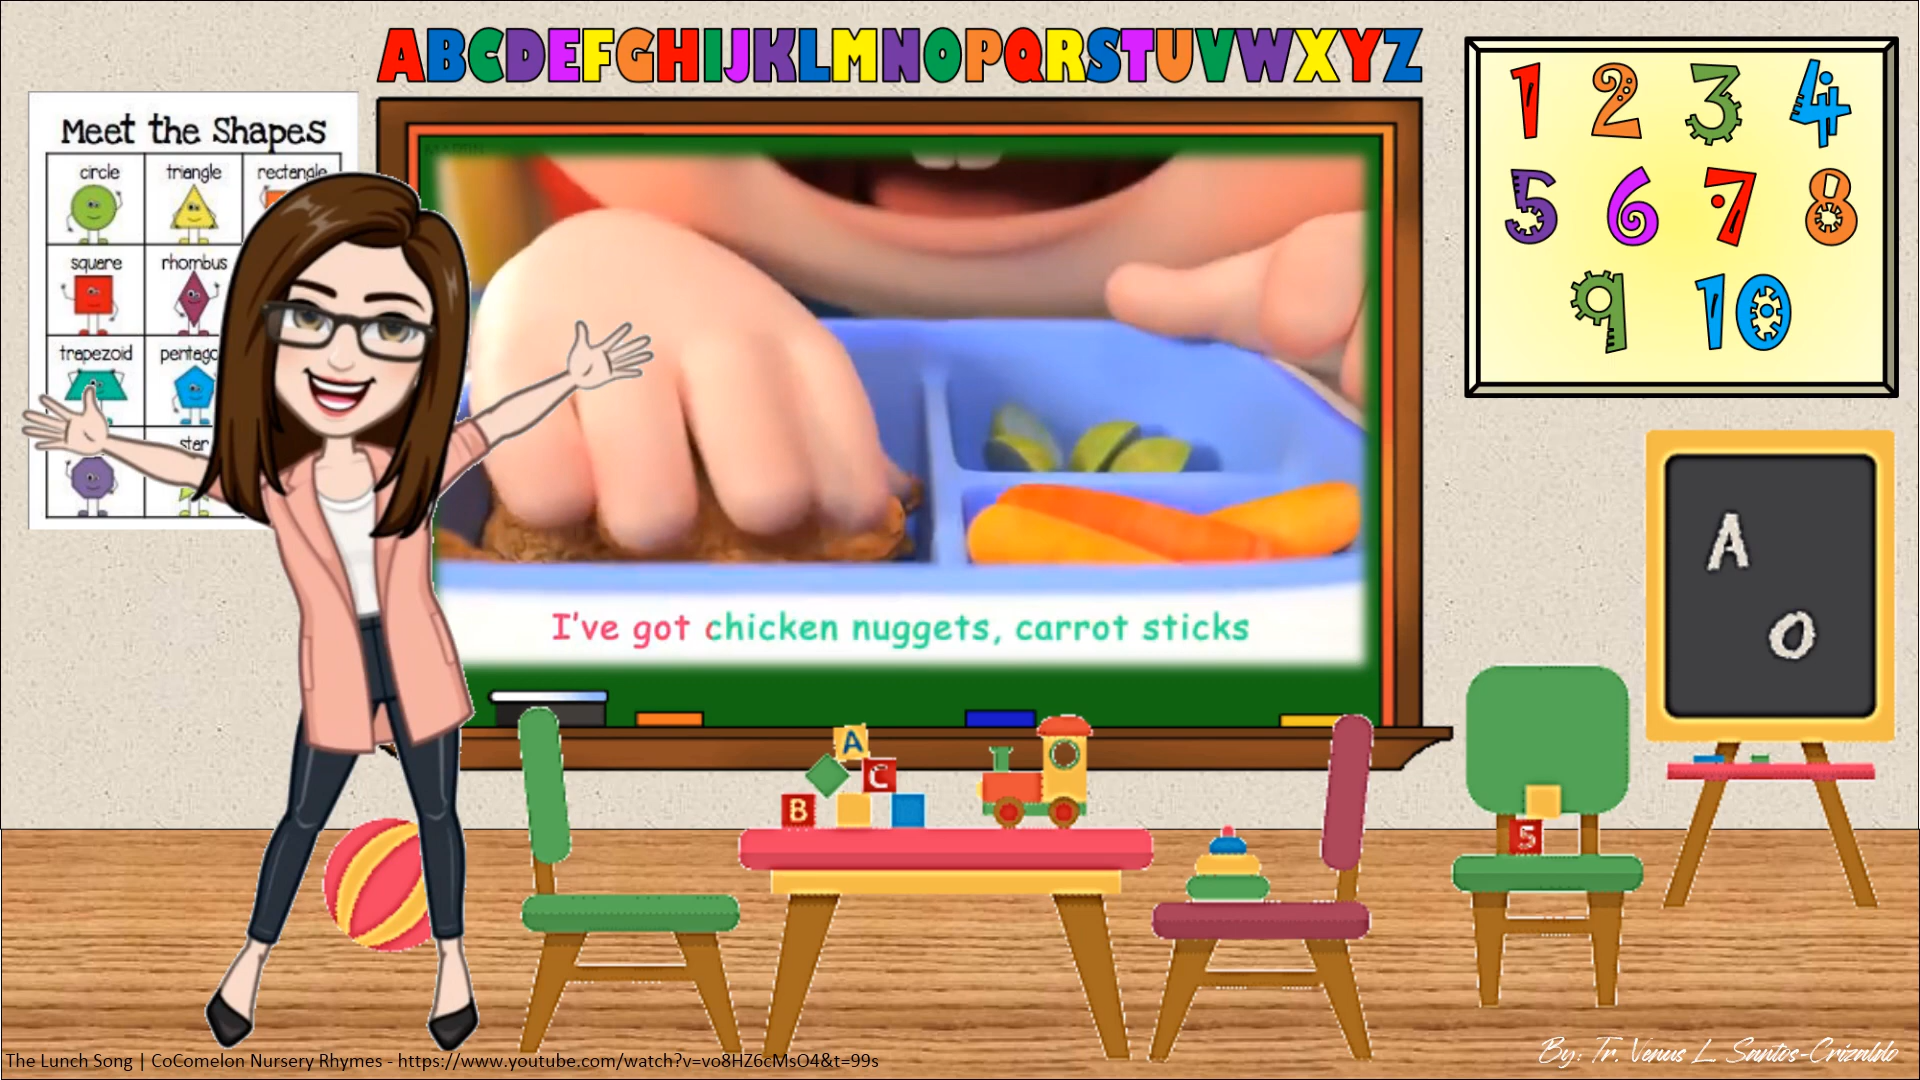 ABCDEFGHIJKLMNOPQRSTUVWXYZ
Meet the Shapes
circle triangle rectangle
square rhombus
trapezoid pentago
star
1 2 3 4
5 6 7 8
9 10
I've got chicken nuggets, carrot sticks
A
O
A
C
B
5
The Lunch Song | CoComelon Nursery Rhymes - https://www.youtube.com/watch?v=vo8HZ6cMsO4&t=99s
By: Tr. Venus L. Santos-Crizaldo